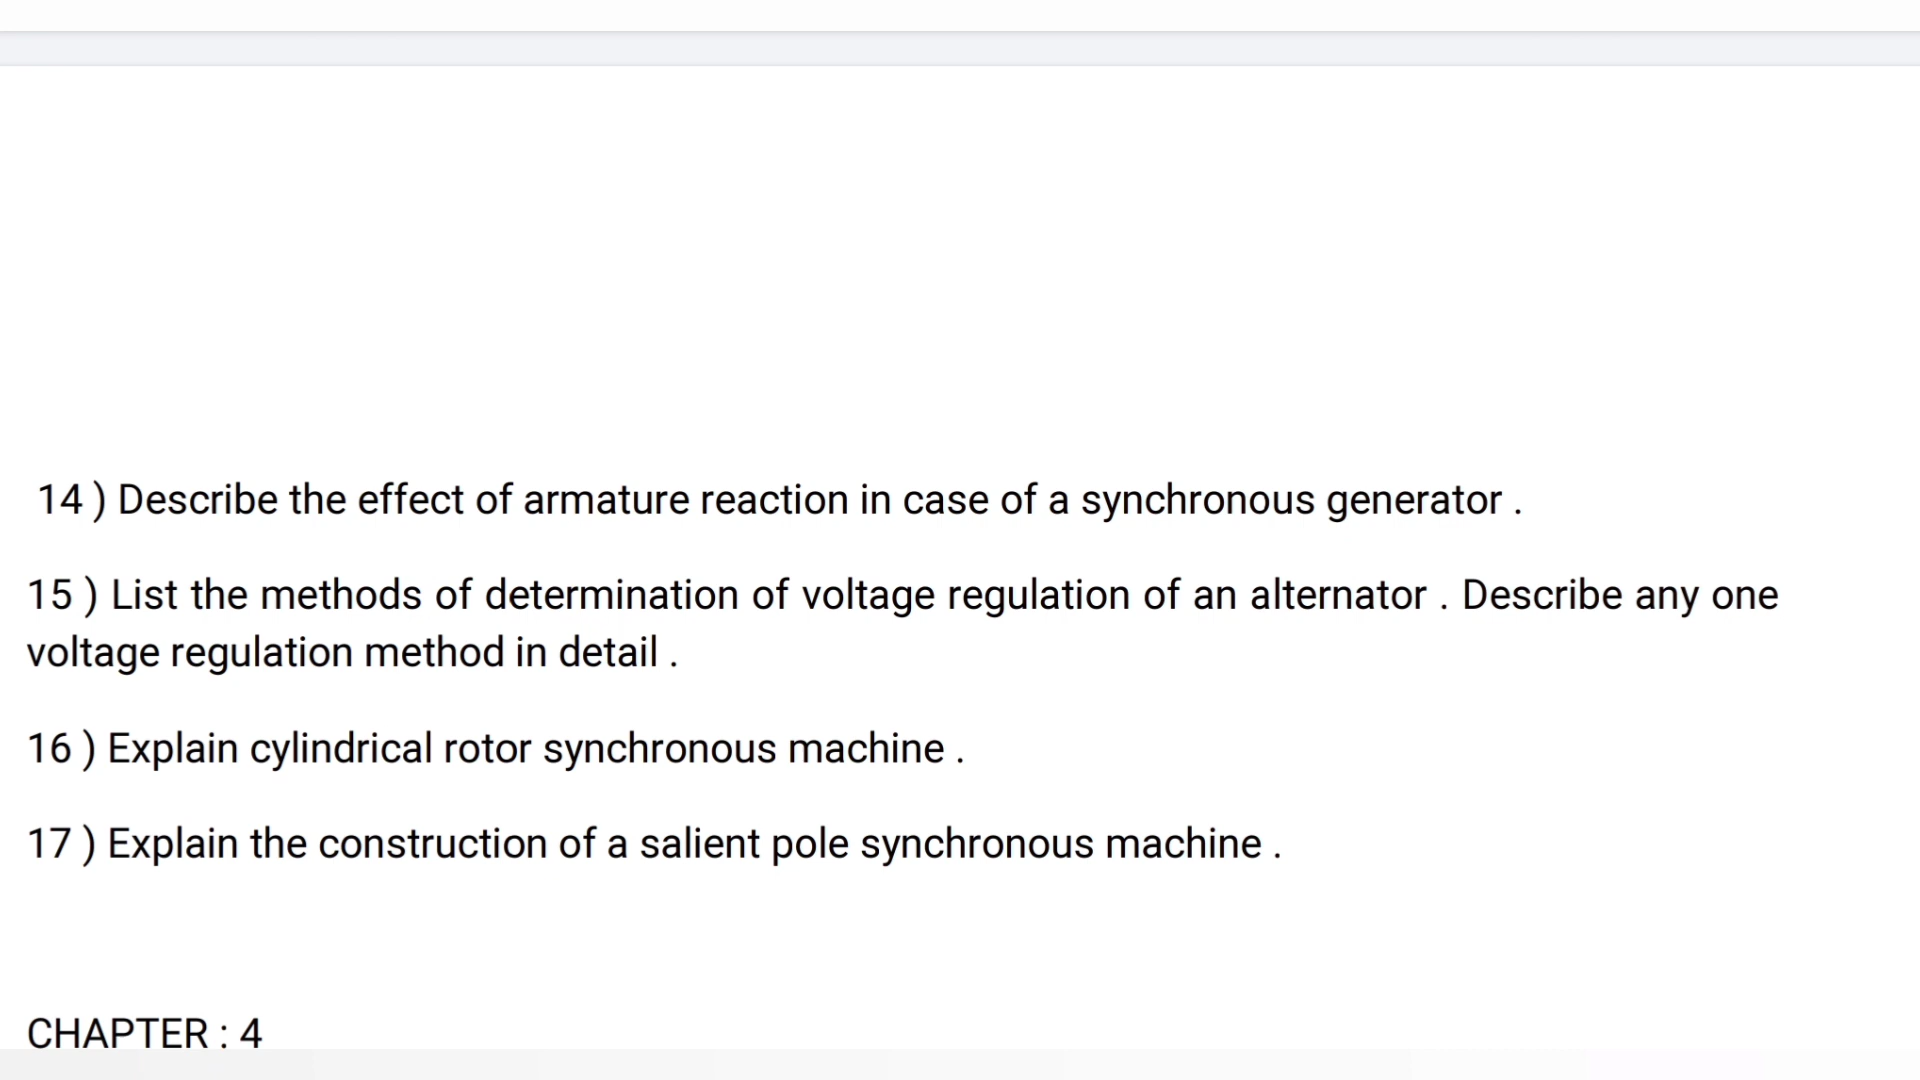 14 ) Describe the effect of armature reaction in case of a synchronous generator .
15 ) List the methods of determination of voltage regulation of an alternator . Describe any one
voltage regulation method in detail .
16 ) Explain cylindrical rotor synchronous machine .
17 ) Explain the construction of a salient pole synchronous machine .
CHAPTER : 4